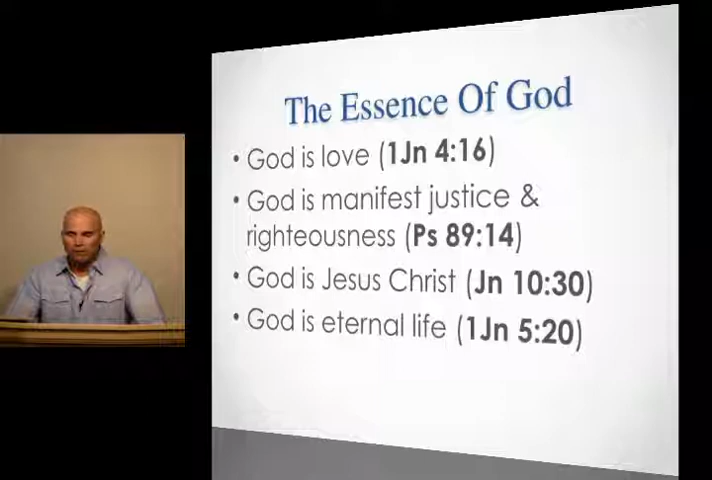 The Essence Of God
• God is love (1Jn 4:16)
• God is manifest justice &
righteousness (Ps 89:14)
• God is Jesus Christ (Jn 10:30)
• God is eternal life (1Jn 5:20)